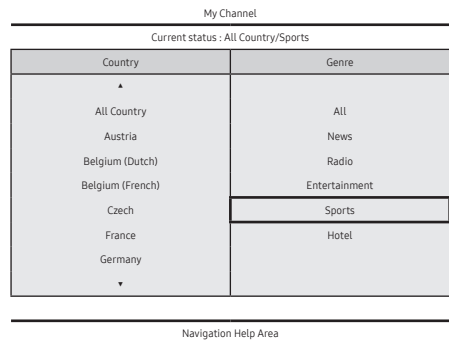 My Channel
Current status : All Country/Sports
Country Genre
▲
All Country All
Austria News
Belgium (Dutch) Radio
Belgium (French) Entertainment
Czech Sports
France Hotel
Germany
▼
Navigation Help Area